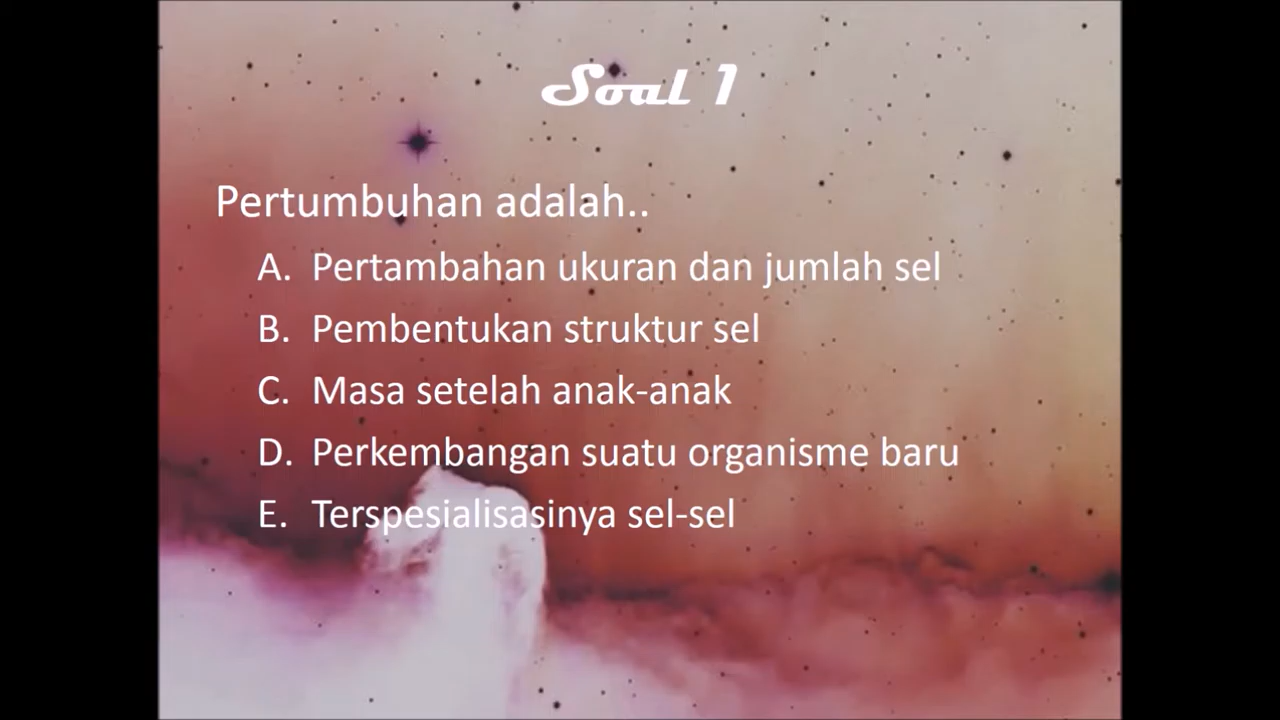 Soal 1
Pertumbuhan adalah..
A. Pertambahan ukuran dan jumlah sel
B. Pembentukan struktur sel
C. Masa setelah anak-anak
D. Perkembangan suatu organisme baru
E. Terspesialisasinya sel-sel